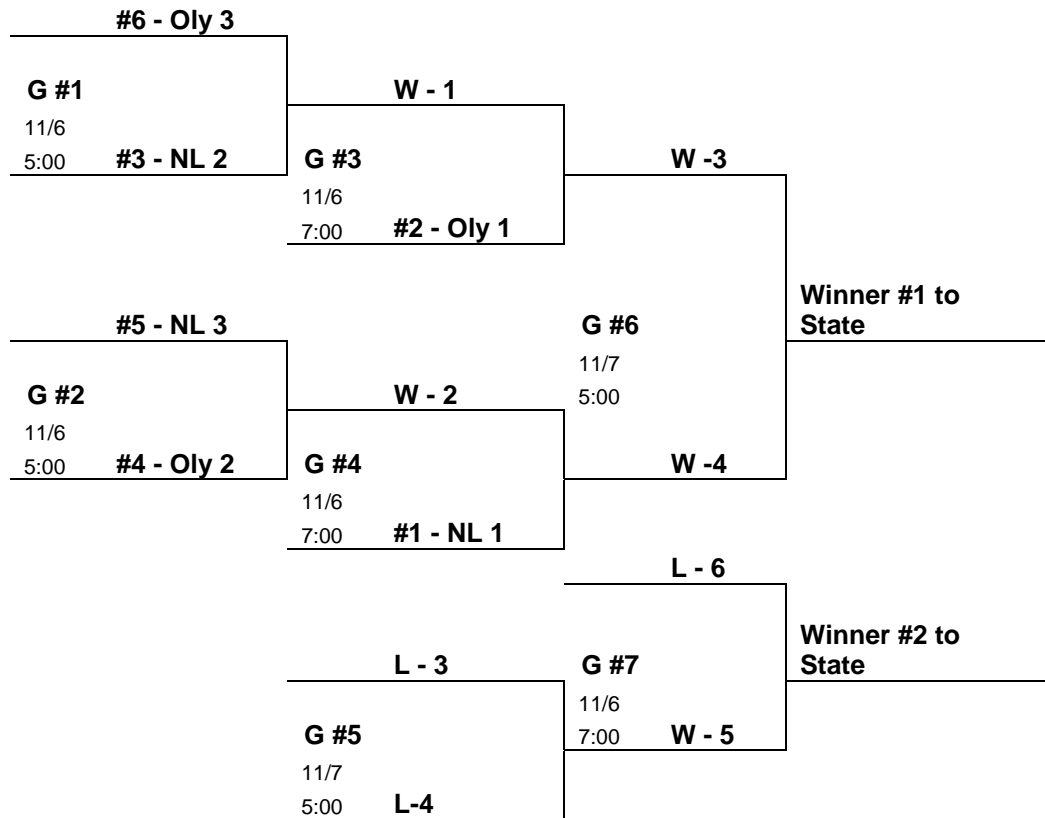 #6 - Oly 3
G #1
W - 1
11/6
5:00 #3 - NL 2
G #3
W -3
11/6
7:00 #2 - Oly 1
Winner #1 to
State
#5 - NL 3
G #6
11/7
G #2
W - 2
5:00
11/6
5:00 #4 - Oly 2
G #4
W -4
11/6
7:00 #1 - NL 1
L - 6
Winner #2 to
State
L - 3
G #7
11/6
G #5
7:00 W - 5
11/7
5:00 L-4